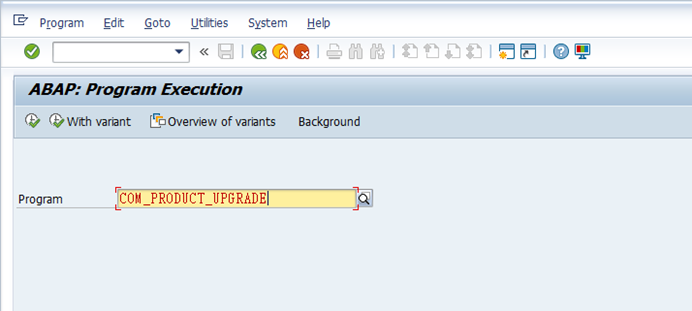 Program Edit Goto Utilities System Help
ABAP: Program Execution
With variant Overview of variants Background
Program COM_PRODUCT_UPGRADE